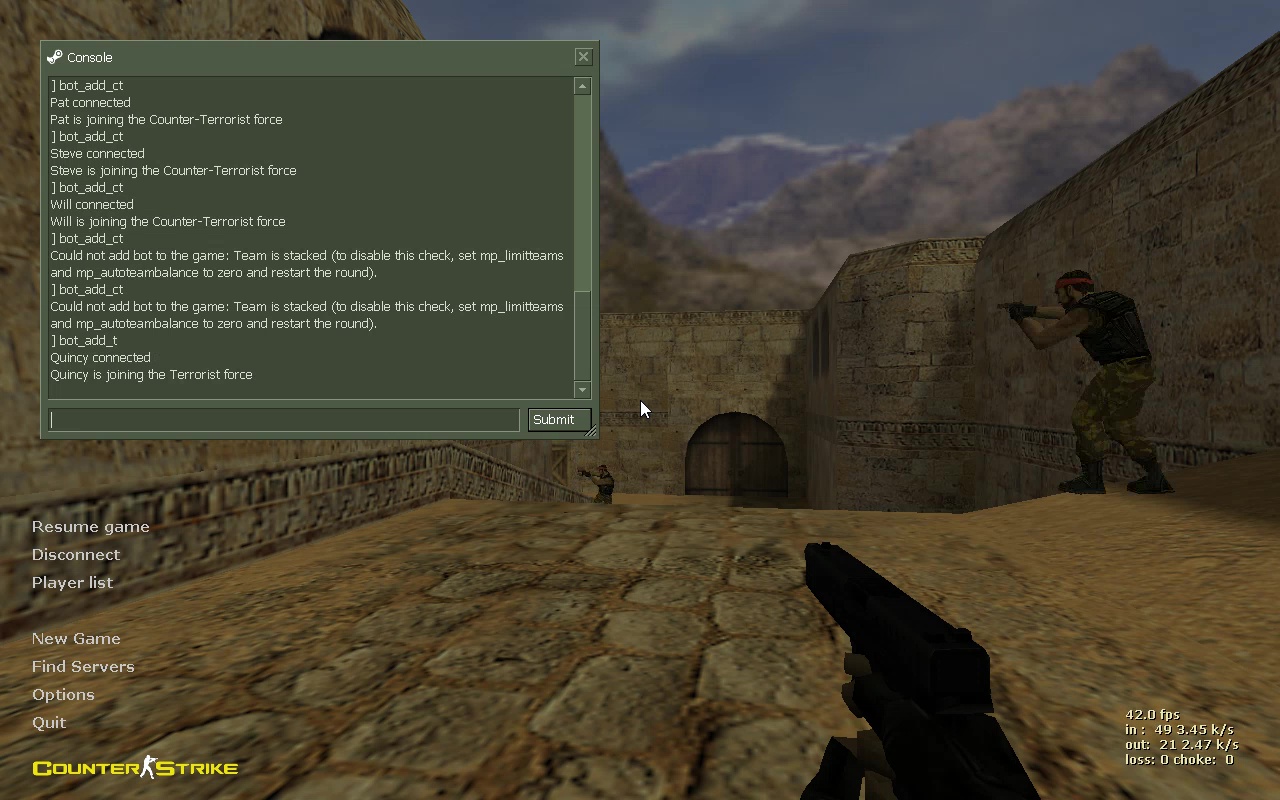 Console
] bot_add_ct
Pat connected
Pat is joining the Counter-Terrorist force
] bot_add_ct
Steve connected
Steve is joining the Counter-Terrorist force
] bot_add_ct
Will connected
Will is joining the Counter-Terrorist force
] bot_add_ct
Could not add bot to the game: Team is stacked (to disable this check, set mp_limitteams
and mp_autoteambalance to zero and restart the round).
] bot_add_ct
Could not add bot to the game: Team is stacked (to disable this check, set mp_limitteams
and mp_autoteambalance to zero and restart the round).
] bot_add_t
Quincy connected
Quincy is joining the Terrorist force
Submit
Resume game
Disconnect
Player list
New Game
Find Servers
Options
Quit
COUNTER STRIKE
42.0 fps
in : 49 3.45 k/s
out: 21 2.47 k/s
loss: 0 choke: 0